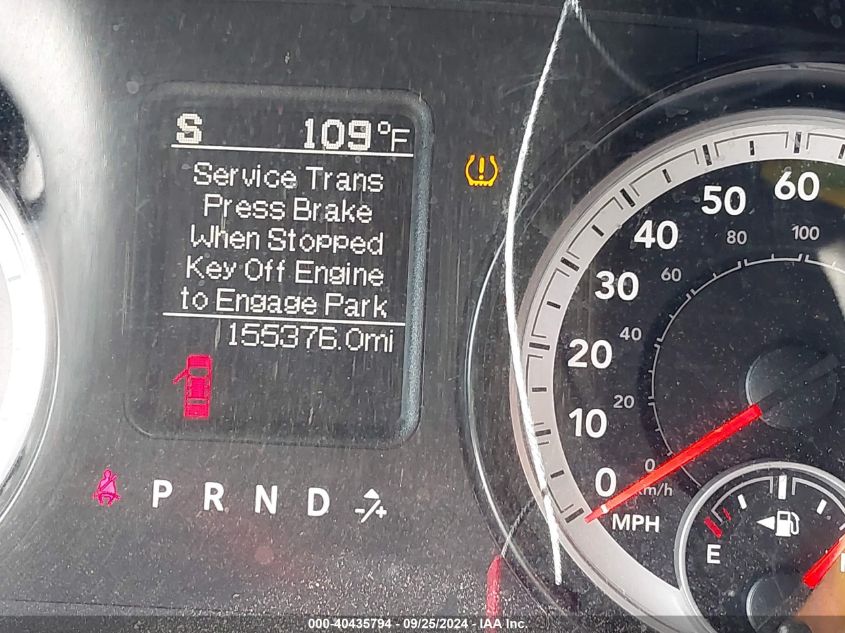 S 109°F
Service Trans
Press Brake
When Stopped
Key Off Engine
to Engage Park
155376.0mi
P R N D -/+
60
50
40
30
20
10
0
MPH
100
80
60
40
20
0
km/h
E
000-40435794 - 09/25/2024 - IAA Inc.